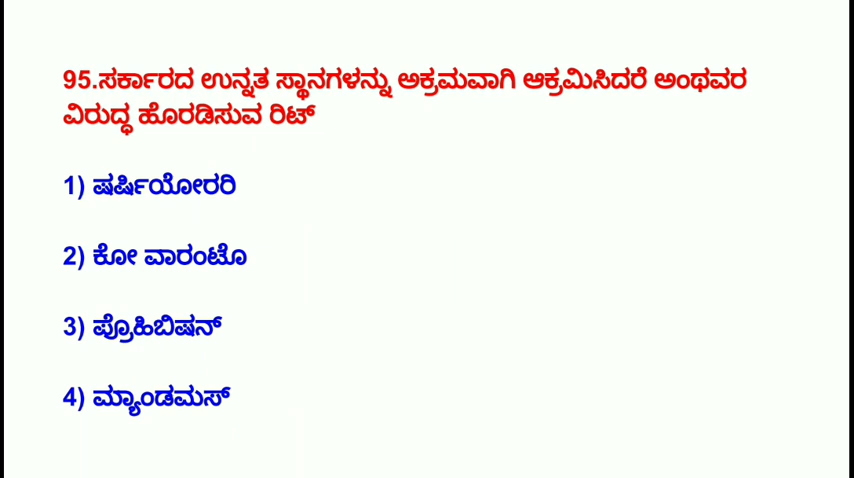 95.ಸರ್ಕಾರದ ಉನ್ನತ ಸ್ಥಾನಗಳನ್ನು ಅಕ್ರಮವಾಗಿ ಆಕ್ರಮಿಸಿದರೆ ಅಂಥವರ
ವಿರುದ್ಧ ಹೊರಡಿಸುವ ರಿಟ್
1) ಷರ್ಷಿಯೋರರಿ
2) ಕೋ ವಾರಂಟೊ
3) ಪ್ರೊಹಿಬಿಷನ್
4) ಮ್ಯಾಂಡಮಸ್